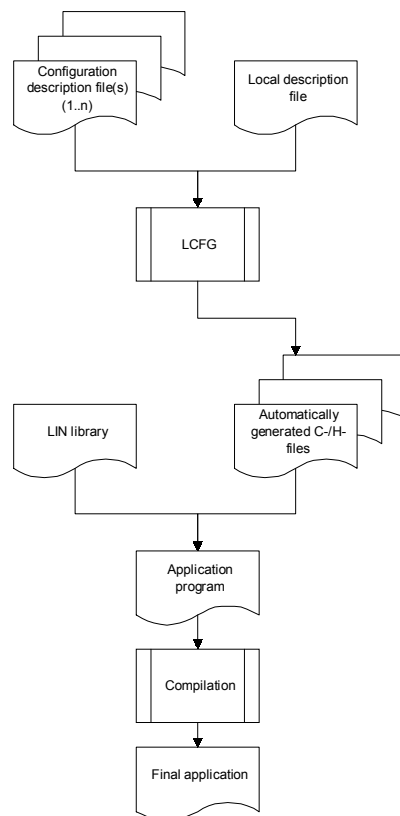 Configuration
description file(s)
(1..n)
Local description
file
LCFG
LIN library
Automatically
generated C-/H-
files
Application
program
Compilation
Final application